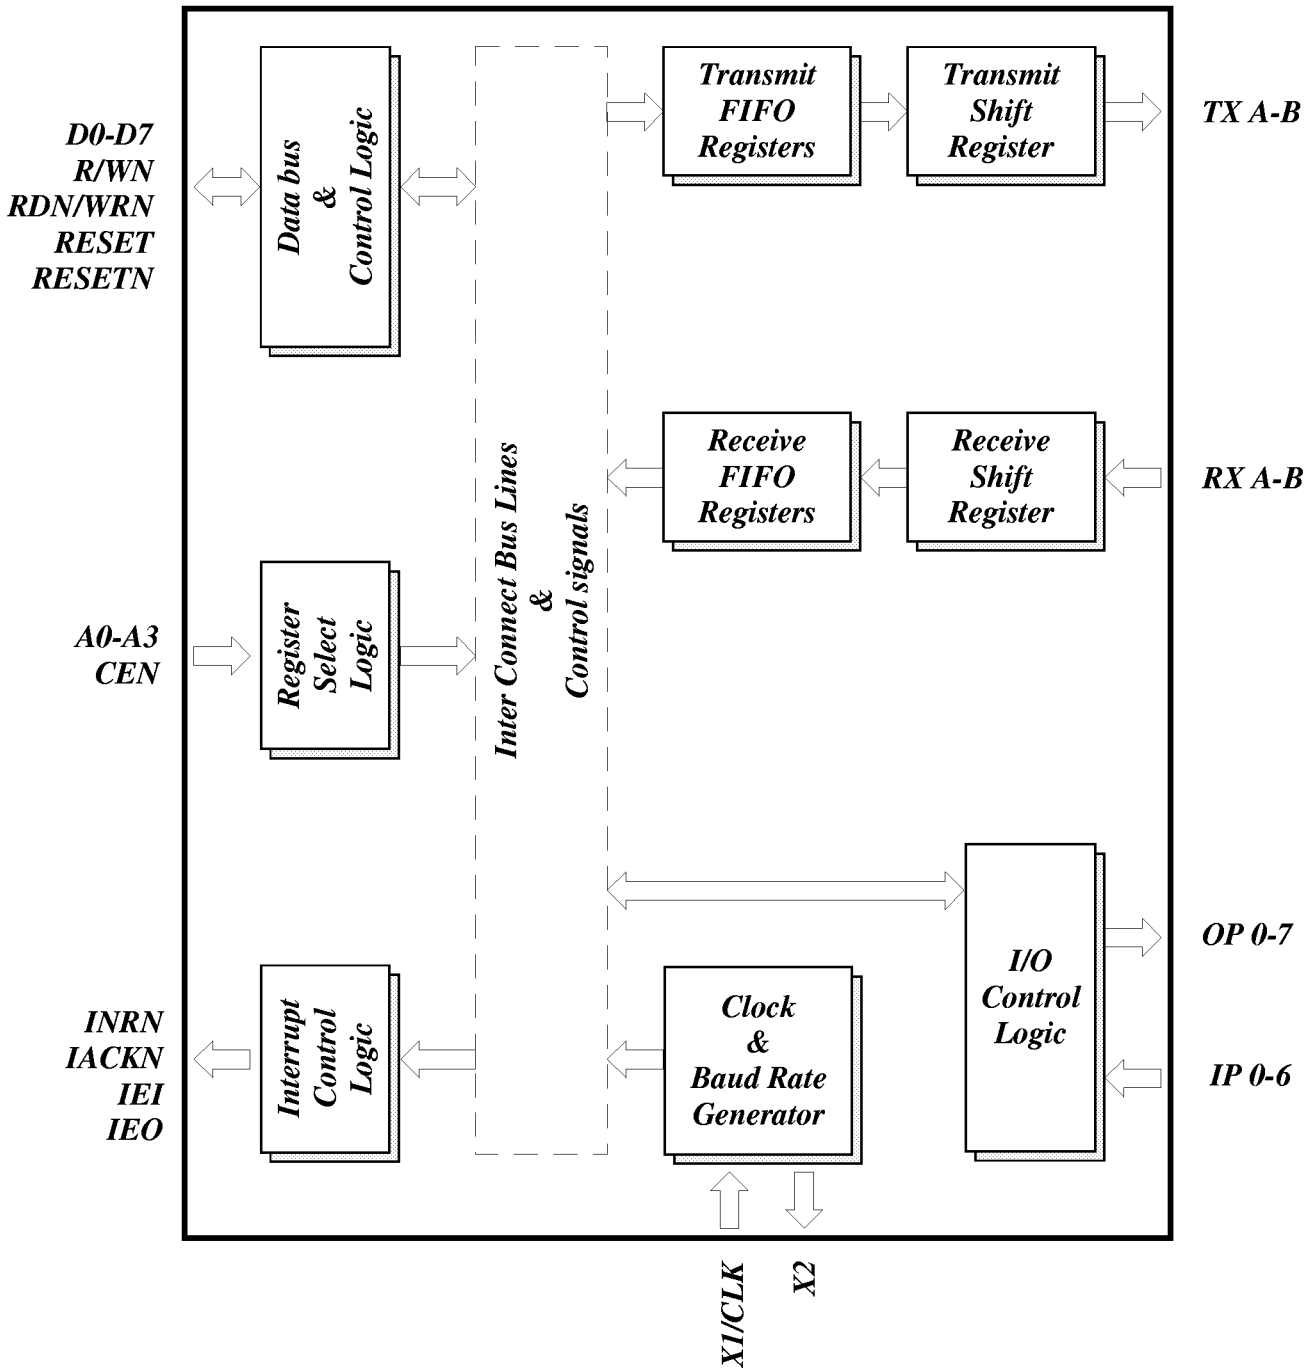 D0-D7
R/WN
RDN/WRN
RESET
RESETN
Data bus
&
Control Logic
A0-A3
CEN
Register
Select
Logic
INRN
IACKN
IEI
IEO
Interrupt
Control
Logic
Inter Connect Bus Lines
&
Control signals
Transmit
FIFO
Registers
Transmit
Shift
Register
TX A-B
Receive
FIFO
Registers
Receive
Shift
Register
RX A-B
I/O
Control
Logic
OP 0-7
IP 0-6
Clock
&
Baud Rate
Generator
X1/CLK
X2